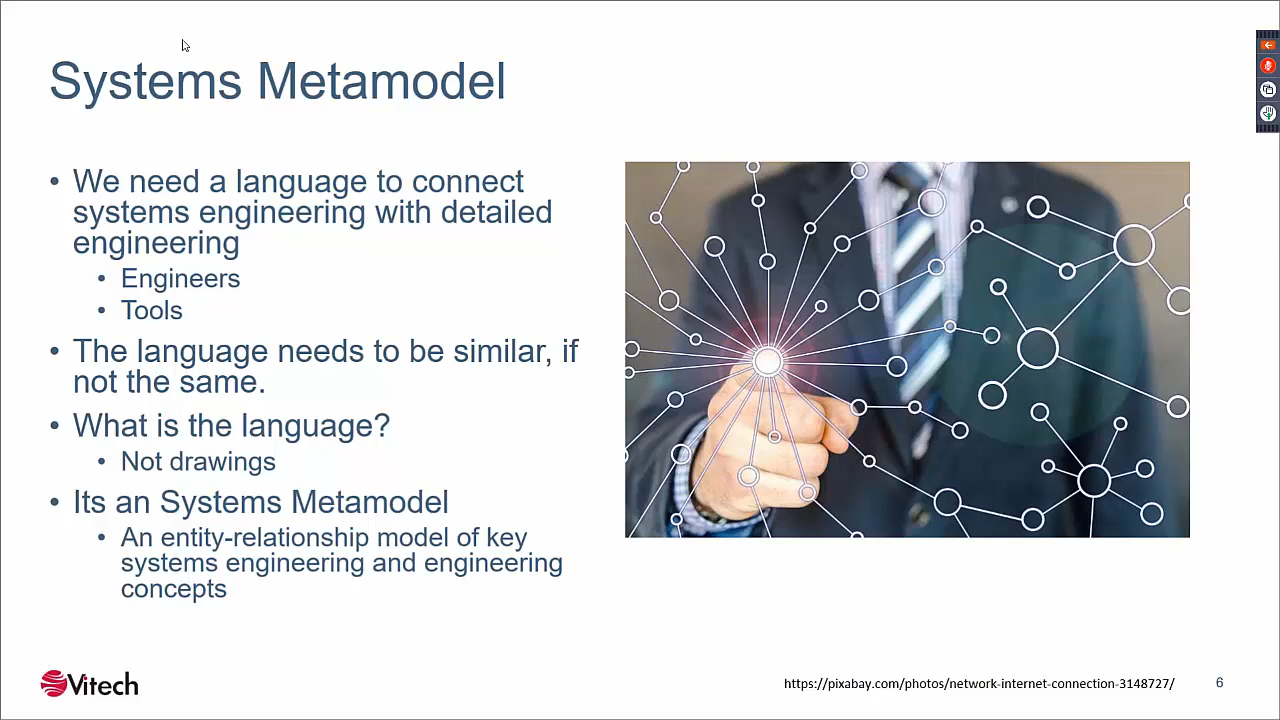 Systems Metamodel
• We need a language to connect
systems engineering with detailed
engineering
• Engineers
• Tools
• The language needs to be similar, if
not the same.
• What is the language?
• Not drawings
• Its an Systems Metamodel
• An entity-relationship model of key
systems engineering and engineering
concepts
Vitech
https://pixabay.com/photos/network-internet-connection-3148727/
6